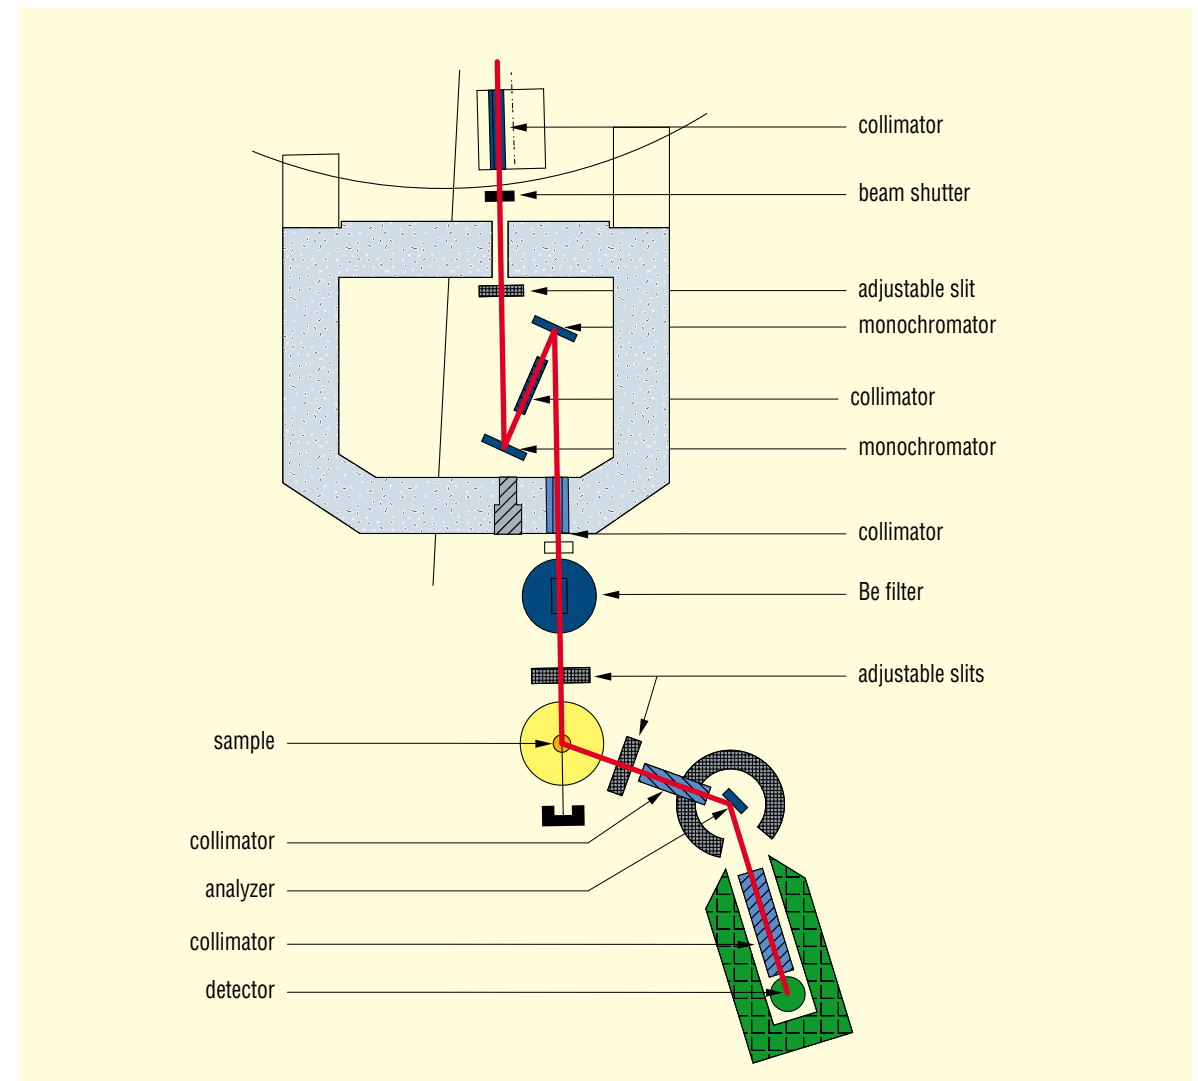 collimator
beam shutter
adjustable slit
monochromator
collimator
monochromator
collimator
Be filter
adjustable slits
sample
collimator
analyzer
collimator
detector